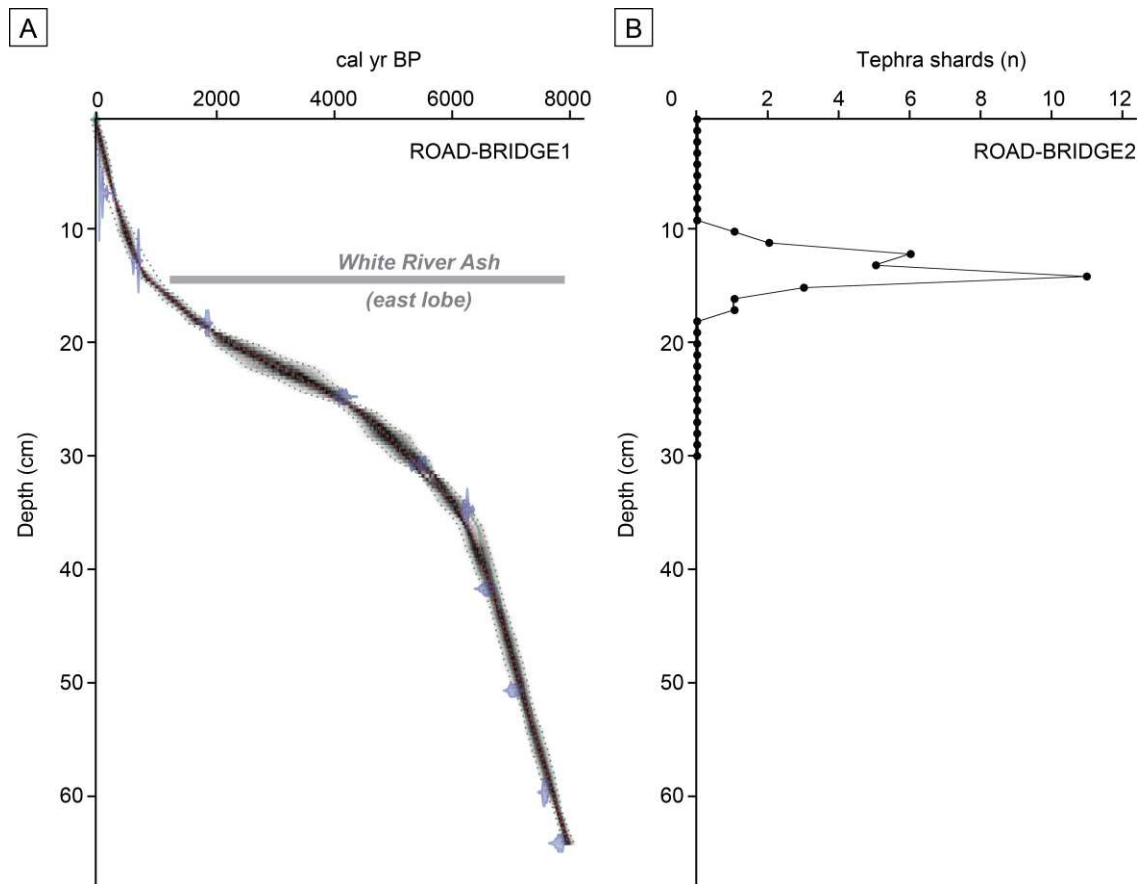 A
cal yr BP
0 2000 4000 6000 8000
ROAD-BRIDGE1
10
White River Ash
(east lobe)
20
30
40
50
60
Depth (cm)
B
Tephra shards (n)
0 0 2 4 6 8 10 12
ROAD-BRIDGE2
10
20
30
40
50
60
Depth (cm)